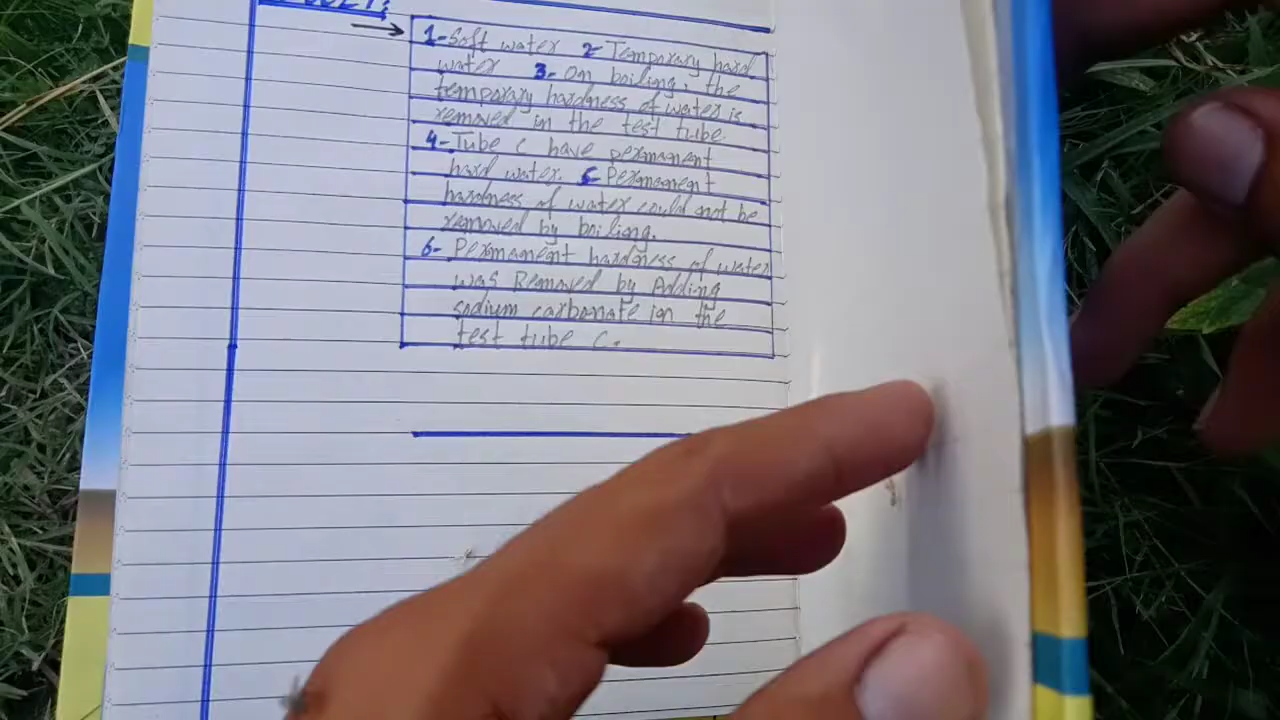 1-Soft water 2-Temporary hard
water 3- On boiling, the
temporary hardness of water is
removed in the test tube.
4-Tube C have permanent
hard water. 5-Permanent
hardness of water could not be
removed by boiling.
6- Permanent hardness of water
was Removed by Adding
sodium carbonate in the
test tube C.